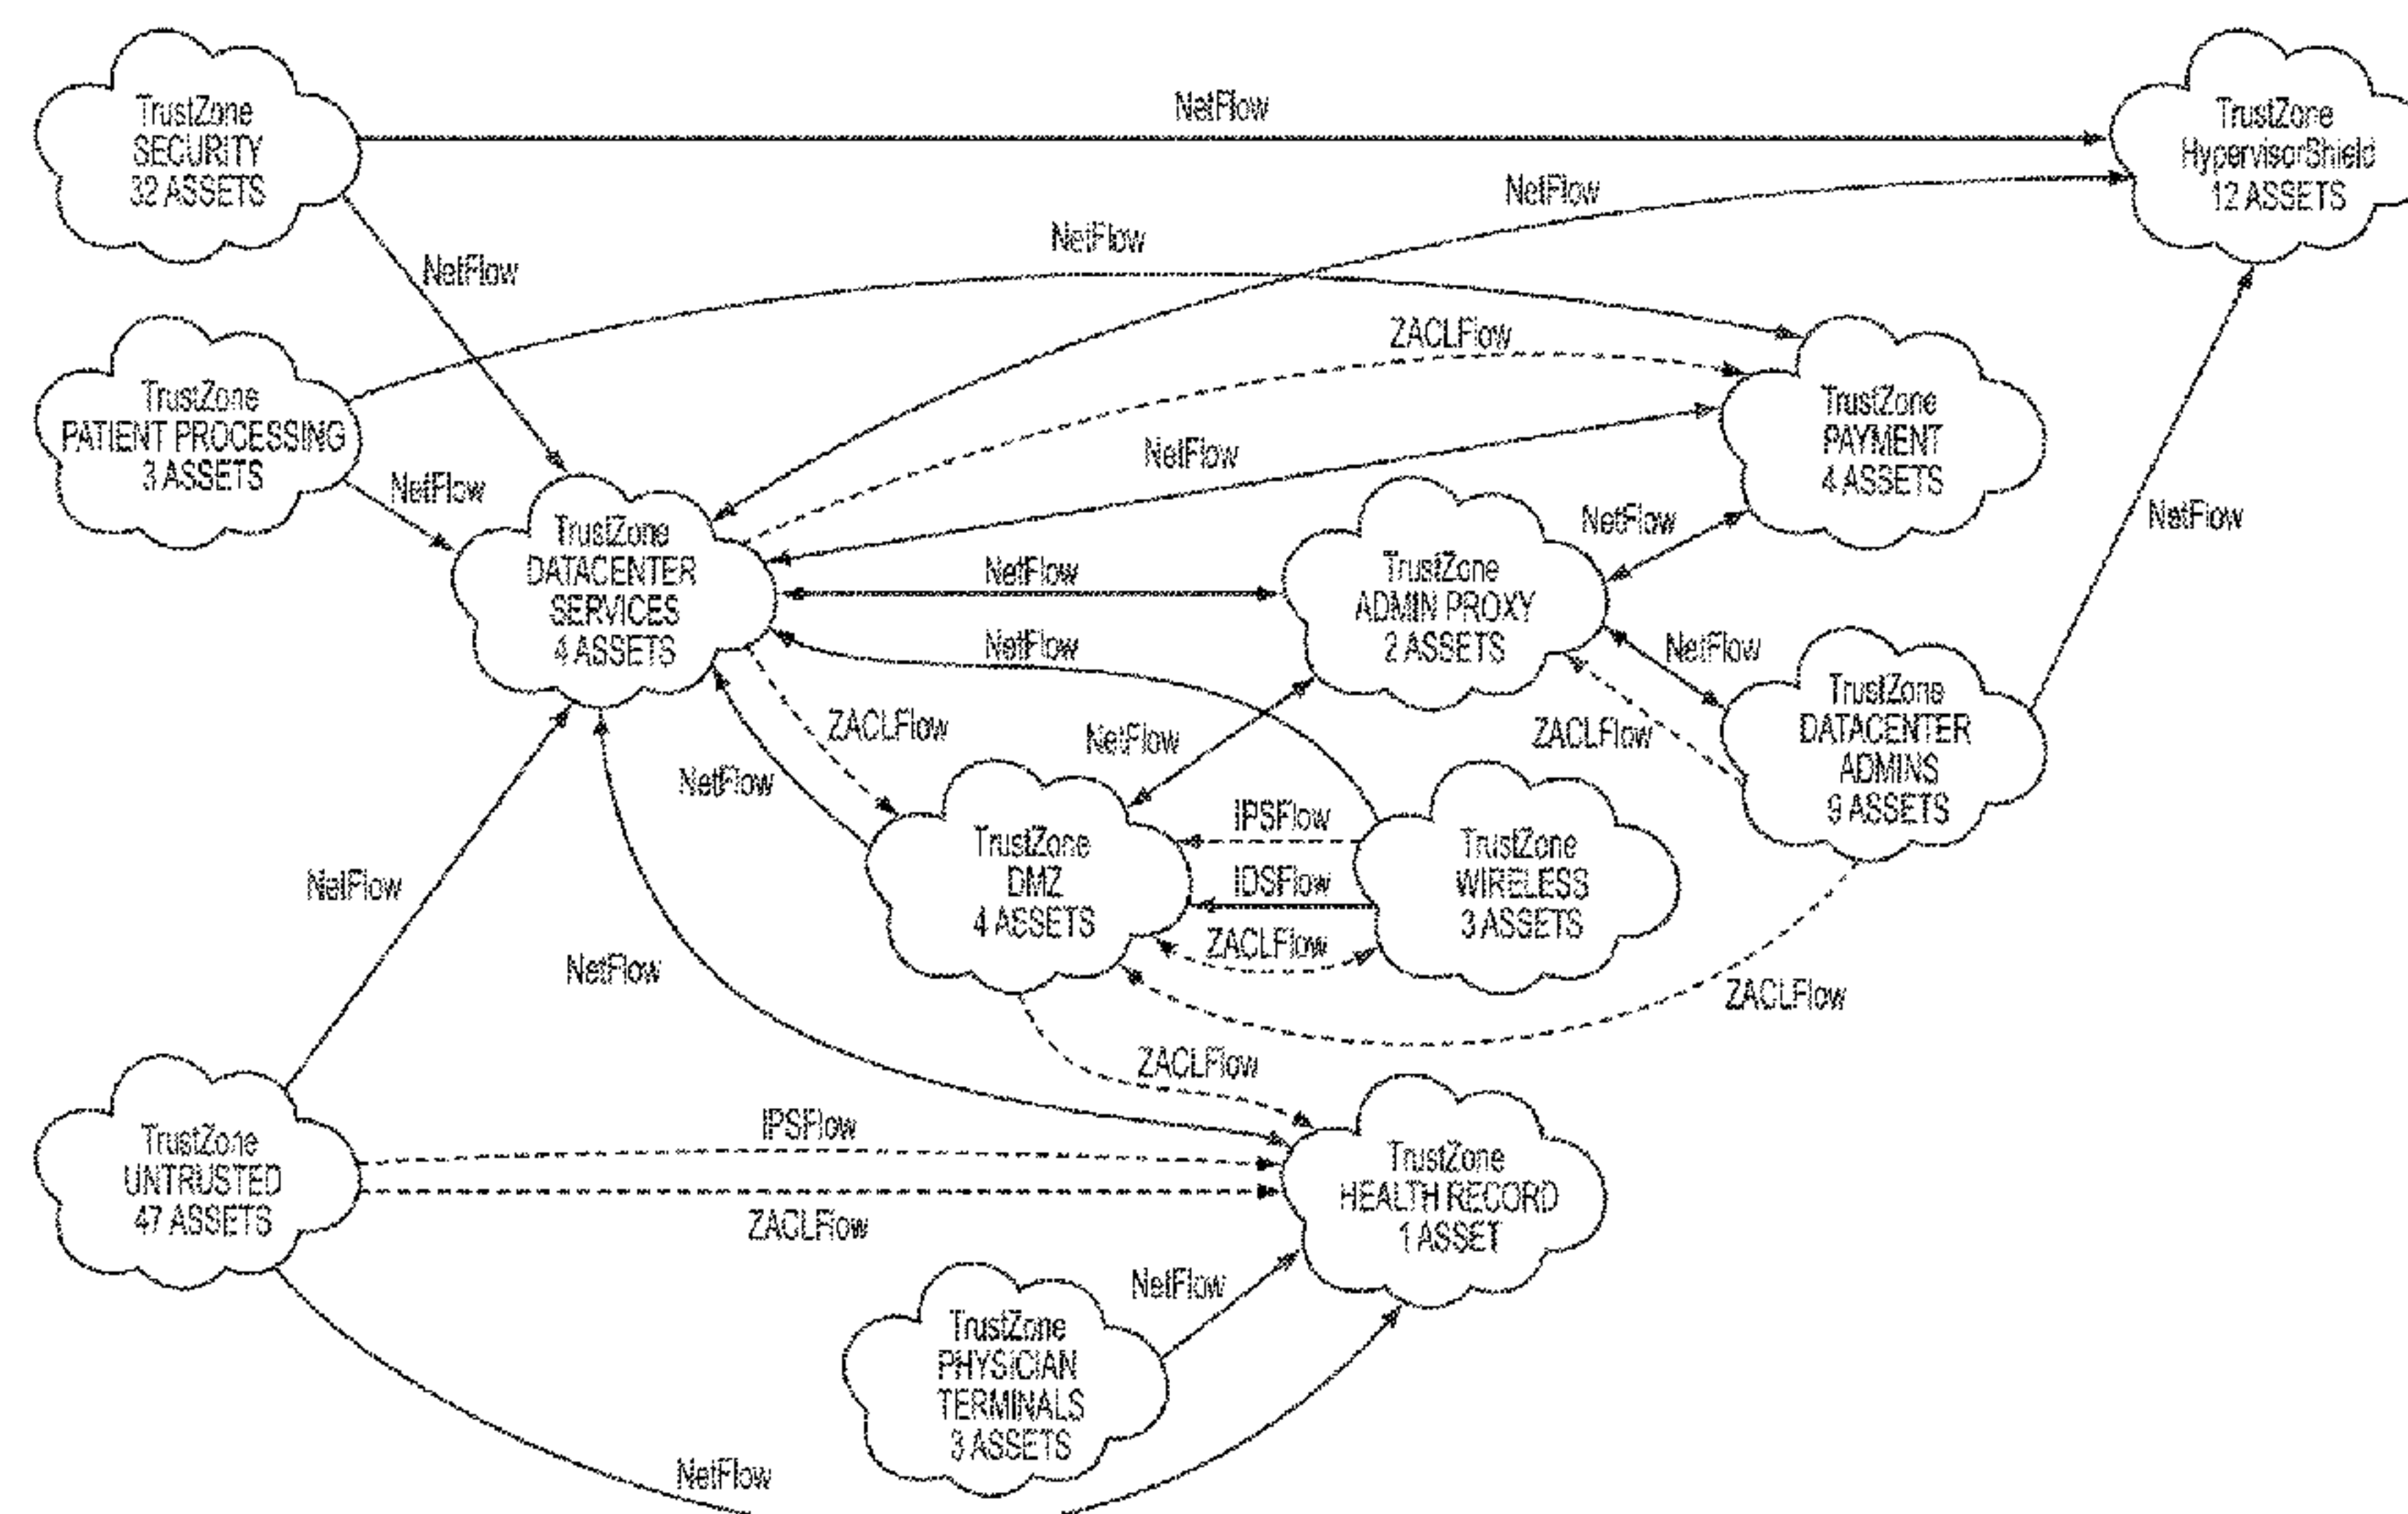 TrustZone
SECURITY
32 ASSETS
NetFlow
TrustZone
HypervisorShield
12 ASSETS
NetFlow
NetFlow
NetFlow
TrustZone
PATIENT PROCESSING
3 ASSETS
ZACLFlow
TrustZone
PAYMENT
4 ASSETS
NetFlow
NetFlow
NetFlow
NetFlow
TrustZone
DATACENTER
SERVICES
4 ASSETS
NetFlow
TrustZone
ADMIN PROXY
2 ASSETS
NetFlow
NetFlow
TrustZone
DATACENTER
ADMINS
9 ASSETS
ZACLFlow
NetFlow
ZACLFlow
NetFlow
TrustZone
DMZ
4 ASSETS
IPSFlow
IDSFlow
ZACLFlow
TrustZone
WIRELESS
3 ASSETS
NetFlow
NetFlow
ZACLFlow
ZACLFlow
TrustZone
UNTRUSTED
47 ASSETS
IPSFlow
ZACLFlow
TrustZone
HEALTH RECORD
1 ASSET
NetFlow
TrustZone
PHYSICIAN
TERMINALS
3 ASSETS
NetFlow